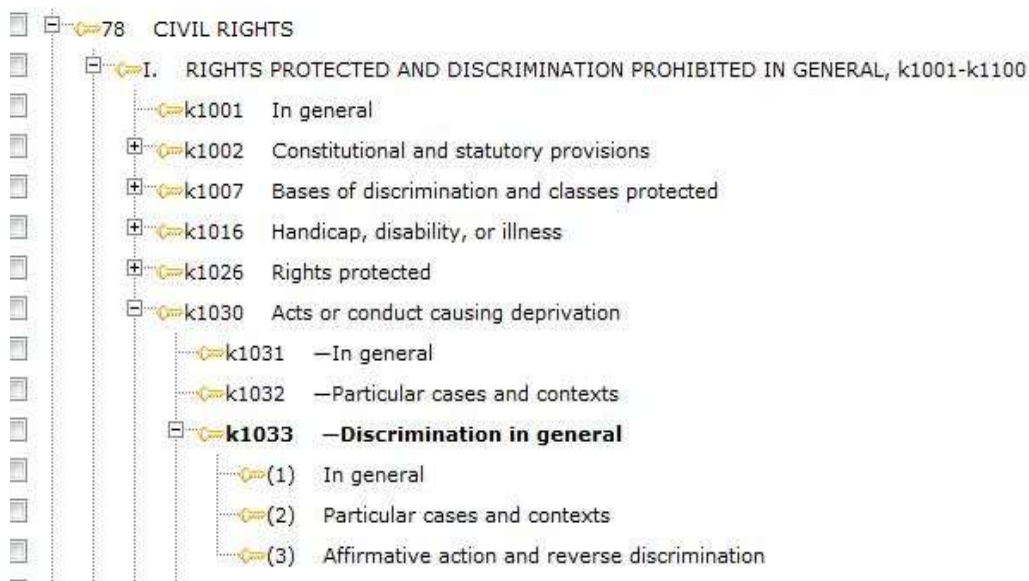 78 CIVIL RIGHTS
I. RIGHTS PROTECTED AND DISCRIMINATION PROHIBITED IN GENERAL, k1001-k1100
k1001 In general
k1002 Constitutional and statutory provisions
k1007 Bases of discrimination and classes protected
k1016 Handicap, disability, or illness
k1026 Rights protected
k1030 Acts or conduct causing deprivation
k1031 —In general
k1032 —Particular cases and contexts
k1033 —Discrimination in general
(1) In general
(2) Particular cases and contexts
(3) Affirmative action and reverse discrimination